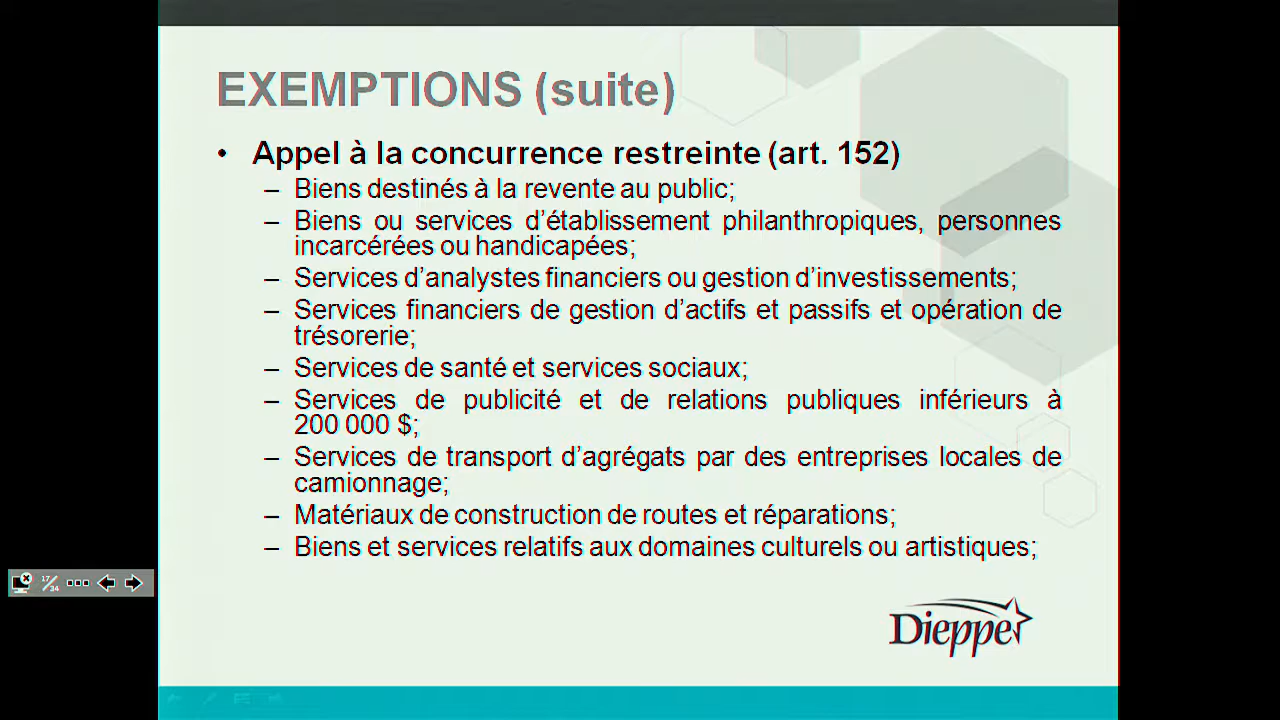 EXEMPTIONS (suite)
• Appel à la concurrence restreinte (art. 152)
– Biens destinés à la revente au public;
– Biens ou services d’établissement philanthropiques, personnes
incarcérées ou handicapées;
– Services d’analystes financiers ou gestion d’investissements;
– Services financiers de gestion d’actifs et passifs et opération de
trésorerie;
– Services de santé et services sociaux;
– Services de publicité et de relations publiques inférieurs à
200 000 $;
– Services de transport d’agrégats par des entreprises locales de
camionnage;
– Matériaux de construction de routes et réparations;
– Biens et services relatifs aux domaines culturels ou artistiques;
17/34
Dieppe